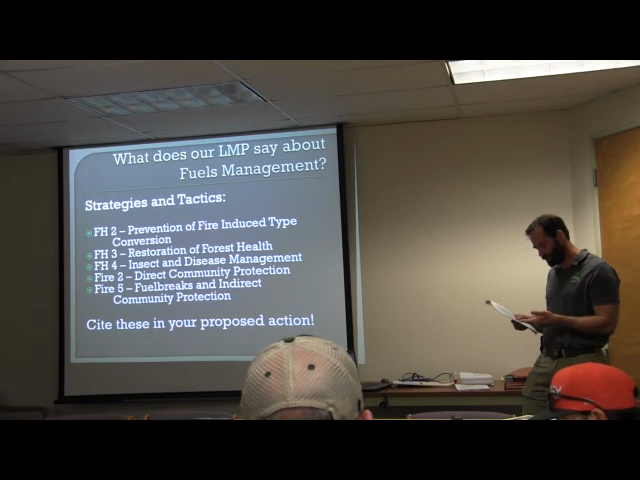 What does our LMP say about
Fuels Management?
Strategies and Tactics:
FH 2 – Prevention of Fire Induced Type
Conversion
FH 3 – Restoration of Forest Health
FH 4 – Insect and Disease Management
Fire 2 – Direct Community Protection
Fire 5 – Fuelbreaks and Indirect
Community Protection
Cite these in your proposed action!